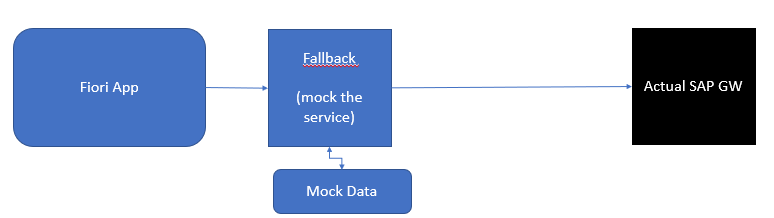 Fiori App
Fallback
(mock the
service)
Actual SAP GW
Mock Data